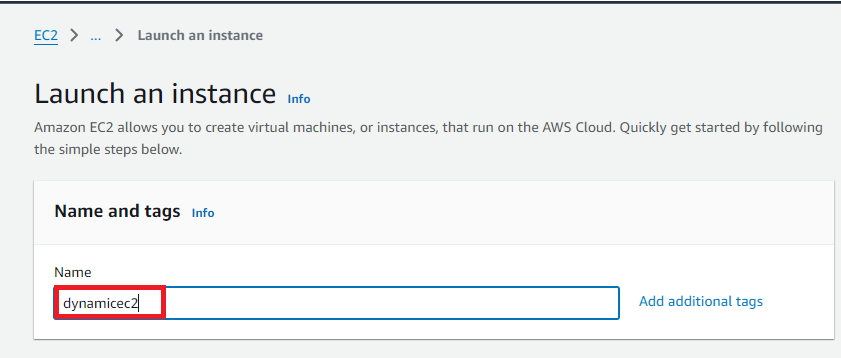 EC2 > ... > Launch an instance
Launch an instance Info
Amazon EC2 allows you to create virtual machines, or instances, that run on the AWS Cloud. Quickly get started by following
the simple steps below.
Name and tags Info
Name
dynamicec2 Add additional tags